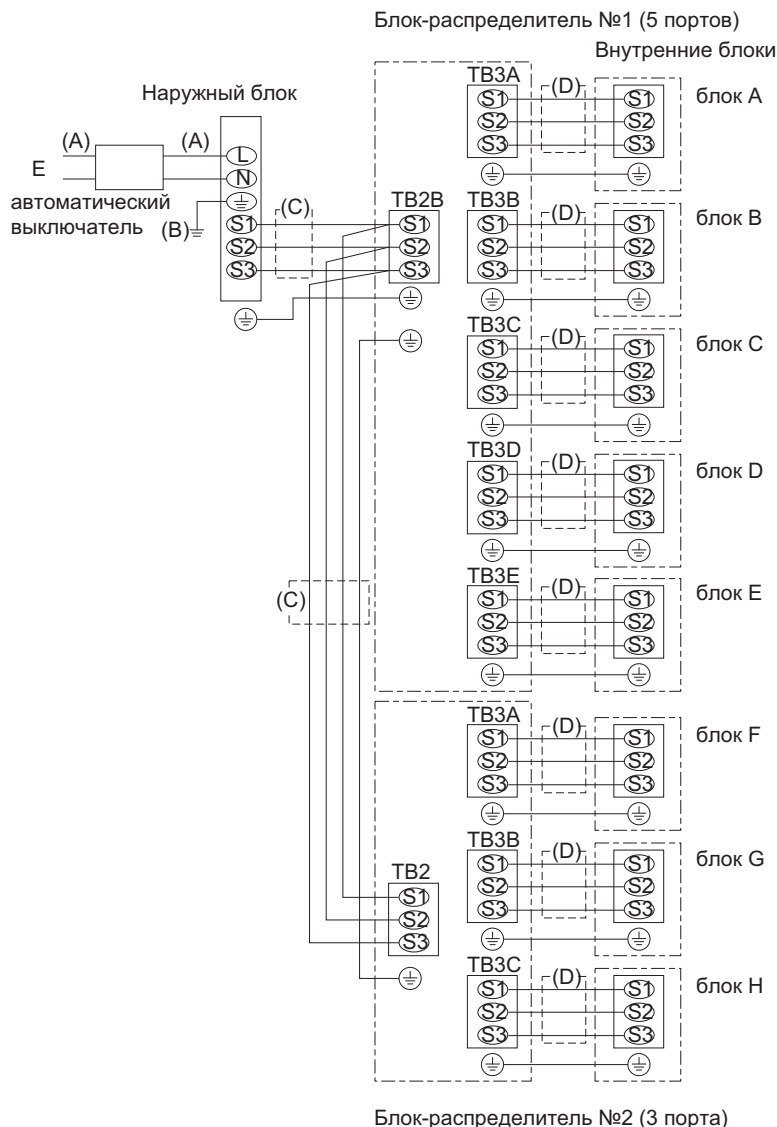 Блок-распределитель №1 (5 портов)
Внутренние блоки
Наружный блок
(A)
(A)
E
автоматический
выключатель
(B)
L
N
S1
S2
S3
(C)
TB2B
S1
S2
S3
TB3A
S1
S2
S3
(D)
S1
S2
S3
блок A
TB3B
S1
S2
S3
(D)
S1
S2
S3
блок B
TB3C
S1
S2
S3
(D)
S1
S2
S3
блок C
TB3D
S1
S2
S3
(D)
S1
S2
S3
блок D
(C)
TB3E
S1
S2
S3
(D)
S1
S2
S3
блок E
TB3A
S1
S2
S3
(D)
S1
S2
S3
блок F
TB2
S1
S2
S3
TB3B
S1
S2
S3
(D)
S1
S2
S3
блок G
TB3C
S1
S2
S3
(D)
S1
S2
S3
блок H
Блок-распределитель №2 (3 порта)